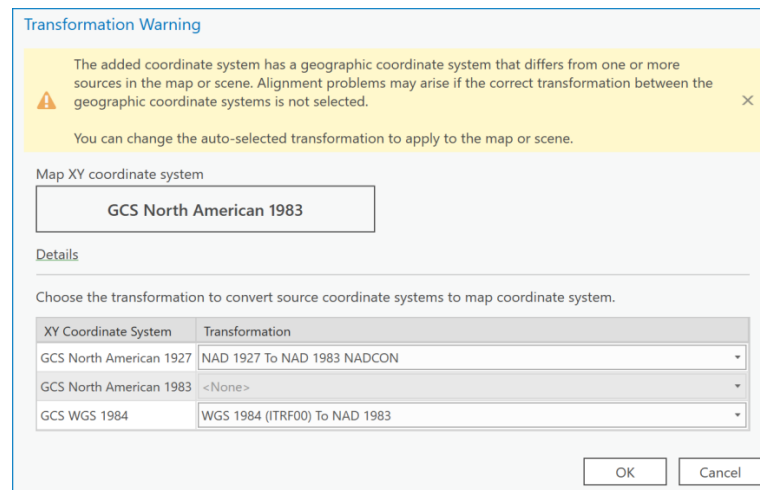 Transformation Warning
The added coordinate system has a geographic coordinate system that differs from one or more
sources in the map or scene. Alignment problems may arise if the correct transformation between the
geographic coordinate systems is not selected.
You can change the auto-selected transformation to apply to the map or scene.
Map XY coordinate system
GCS North American 1983
Details
Choose the transformation to convert source coordinate systems to map coordinate system.
XY Coordinate System Transformation
GCS North American 1927 NAD 1927 To NAD 1983 NADCON
GCS North American 1983 <None>
GCS WGS 1984 WGS 1984 (ITRF00) To NAD 1983
OK Cancel